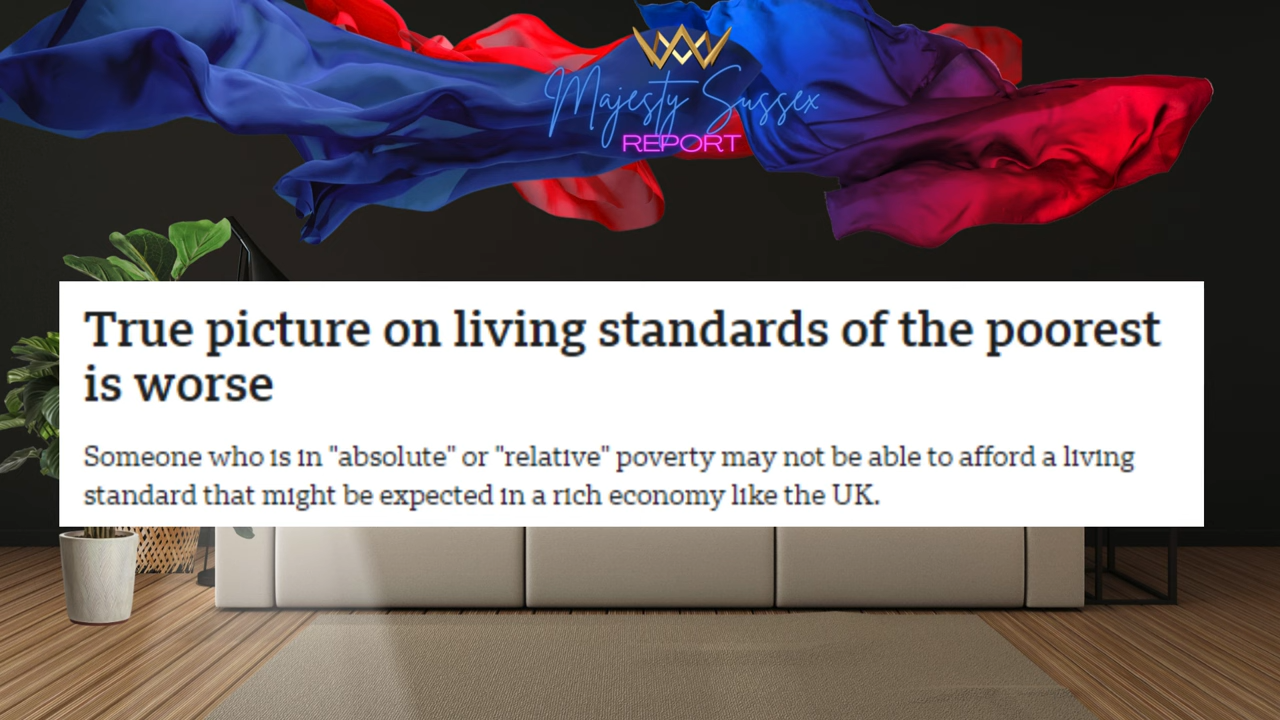 Majesty Sussex
REPORT
True picture on living standards of the poorest
is worse
Someone who is in "absolute" or "relative" poverty may not be able to afford a living
standard that might be expected in a rich economy like the UK.